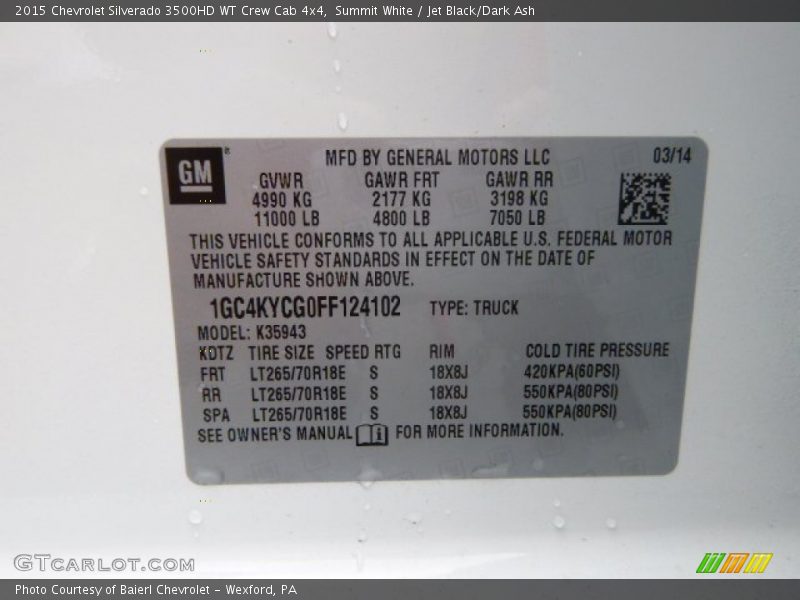 2015 Chevrolet Silverado 3500HD WT Crew Cab 4x4, Summit White / Jet Black/Dark Ash
GM®
MFD BY GENERAL MOTORS LLC 03/14
GVWR GAWR FRT GAWR RR
4990 KG 2177 KG 3198 KG
11000 LB 4800 LB 7050 LB
THIS VEHICLE CONFORMS TO ALL APPLICABLE U.S. FEDERAL MOTOR
VEHICLE SAFETY STANDARDS IN EFFECT ON THE DATE OF
MANUFACTURE SHOWN ABOVE.
1GC4KYCG0FF124102 TYPE: TRUCK
MODEL: K35943
KDTZ TIRE SIZE SPEED RTG RIM COLD TIRE PRESSURE
FRT LT265/70R18E S 18X8J 420KPA(60PSI)
RR LT265/70R18E S 18X8J 550KPA(80PSI)
SPA LT265/70R18E S 18X8J 550KPA(80PSI)
SEE OWNER'S MANUAL i FOR MORE INFORMATION.
GTCARLOT.COM
Photo Courtesy of Baierl Chevrolet - Wexford, PA